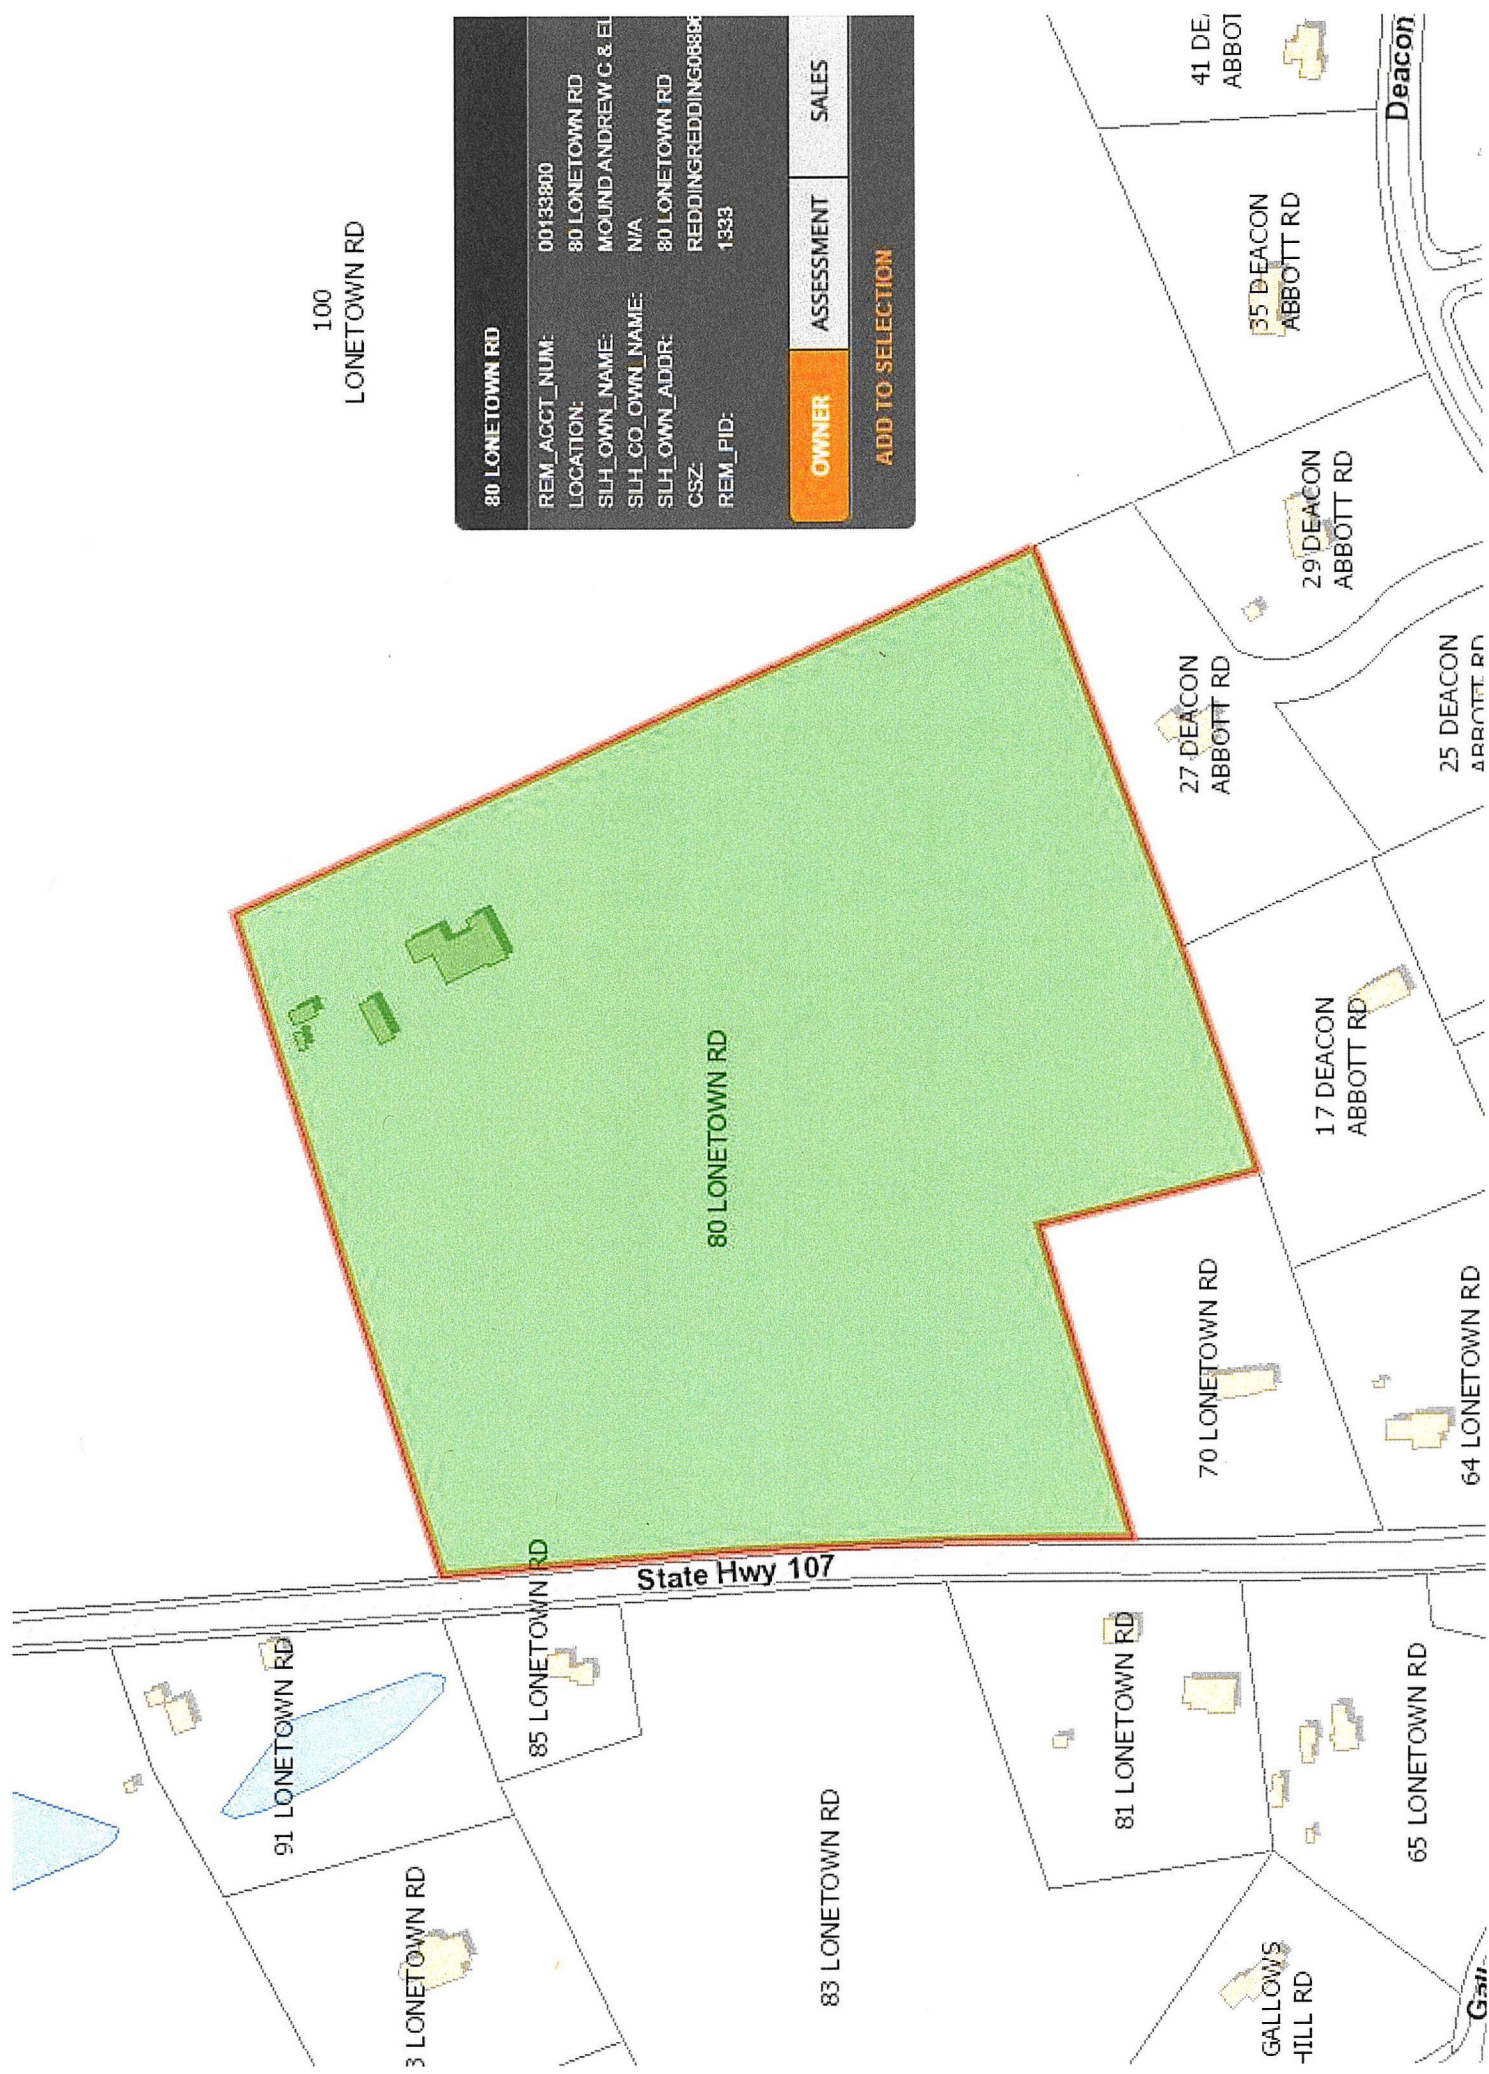 100
LONETOWN RD
80 LONETOWN RD
REM_ACCT_NUM: 00133800
LOCATION: 80 LONETOWN RD
SLH_OWN_NAME: MOUND ANDREW C & EL
SLH_CO_OWN_NAME: N/A
SLH_OWN_ADDR: 80 LONETOWN RD
CSZ: REDDINGREDDING06896
REM_PID: 1333
OWNER
ASSESSMENT
SALES
ADD TO SELECTION
41 DE
ABBOT
Deacon
35 DEACON
ABBOTT RD
29 DEACON
ABBOTT RD
27 DEACON
ABBOTT RD
25 DEACON
ABBOTT RD
17 DEACON
ABBOTT RD
80 LONETOWN RD
70 LONETOWN RD
64 LONETOWN RD
State Hwy 107
91 LONETOWN RD
85 LONETOWN RD
81 LONETOWN RD
65 LONETOWN RD
83 LONETOWN RD
3 LONETOWN RD
GALLOWS
HILL RD